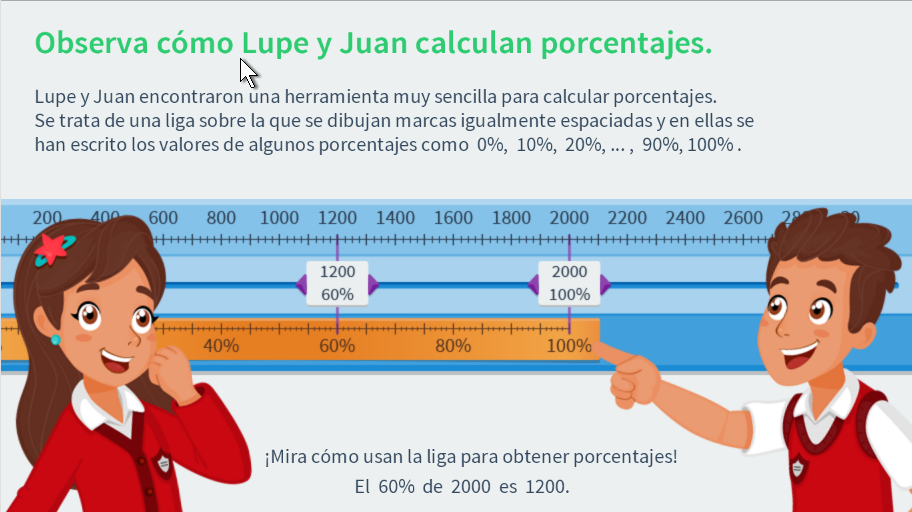 Observa cómo Lupe y Juan calculan porcentajes.
Lupe y Juan encontraron una herramienta muy sencilla para calcular porcentajes.
Se trata de una liga sobre la que se dibujan marcas igualmente espaciadas y en ellas se
han escrito los valores de algunos porcentajes como 0%, 10%, 20%, ... , 90%, 100% .
200 400 600 800 1000 1200 1400 1600 1800 2000 2200 2400 2600
1200 2000
60% 100%
40% 60% 80% 100%
¡Mira cómo usan la liga para obtener porcentajes!
El 60% de 2000 es 1200.